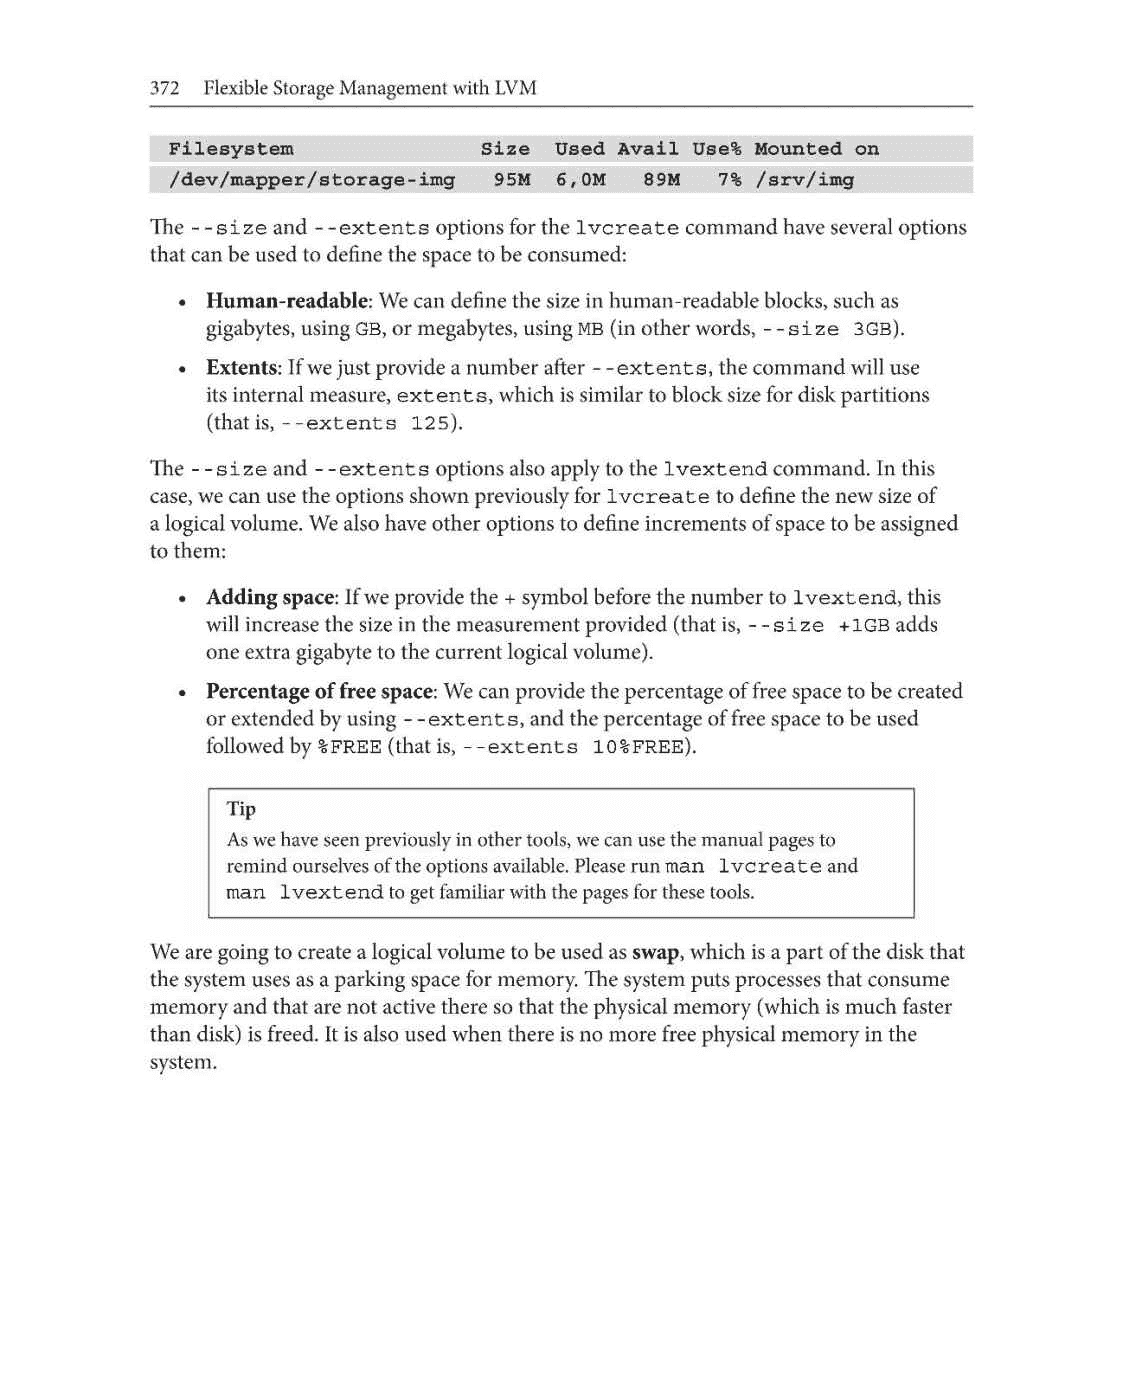 372 Flexible Storage Management with LVM
Filesystem Size Used Avail Use% Mounted on
/dev/mapper/storage-img 95M 6,0M 89M 7% /srv/img
The --size and --extents options for the lvcreate command have several options
that can be used to define the space to be consumed:
• Human-readable: We can define the size in human-readable blocks, such as
gigabytes, using GB, or megabytes, using MB (in other words, --size 3GB).
• Extents: If we just provide a number after --extents, the command will use
its internal measure, extents, which is similar to block size for disk partitions
(that is, --extents 125).
The --size and --extents options also apply to the lvextend command. In this
case, we can use the options shown previously for lvcreate to define the new size of
a logical volume. We also have other options to define increments of space to be assigned
to them:
• Adding space: If we provide the + symbol before the number to lvextend, this
will increase the size in the measurement provided (that is, --size +1GB adds
one extra gigabyte to the current logical volume).
• Percentage of free space: We can provide the percentage of free space to be created
or extended by using --extents, and the percentage of free space to be used
followed by %FREE (that is, --extents 10%FREE).
Tip
As we have seen previously in other tools, we can use the manual pages to
remind ourselves of the options available. Please run man lvcreate and
man lvextend to get familiar with the pages for these tools.
We are going to create a logical volume to be used as swap, which is a part of the disk that
the system uses as a parking space for memory. The system puts processes that consume
memory and that are not active there so that the physical memory (which is much faster
than disk) is freed. It is also used when there is no more free physical memory in the
system.